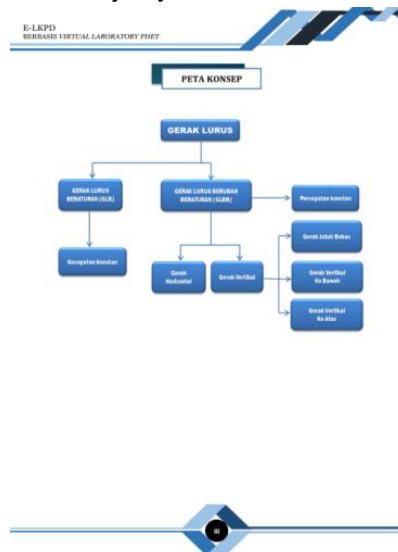 E-LKPD
BERBASIS VIRTUAL LABORATORY PHET
PETA KONSEP
GERAK LURUS
GERAK LURUS
BERATURAN (GLB)
GERAK LURUS BERUBAH
BERATURAN (GLBB)
Percepatan konstan
Kecepatan Konstan
Gerak
Horizontal
Gerak Vertikal
Gerak Jatuh Bebas
Gerak Vertikal
Ke Bawah
Gerak Vertikal
Ke Atas
iii